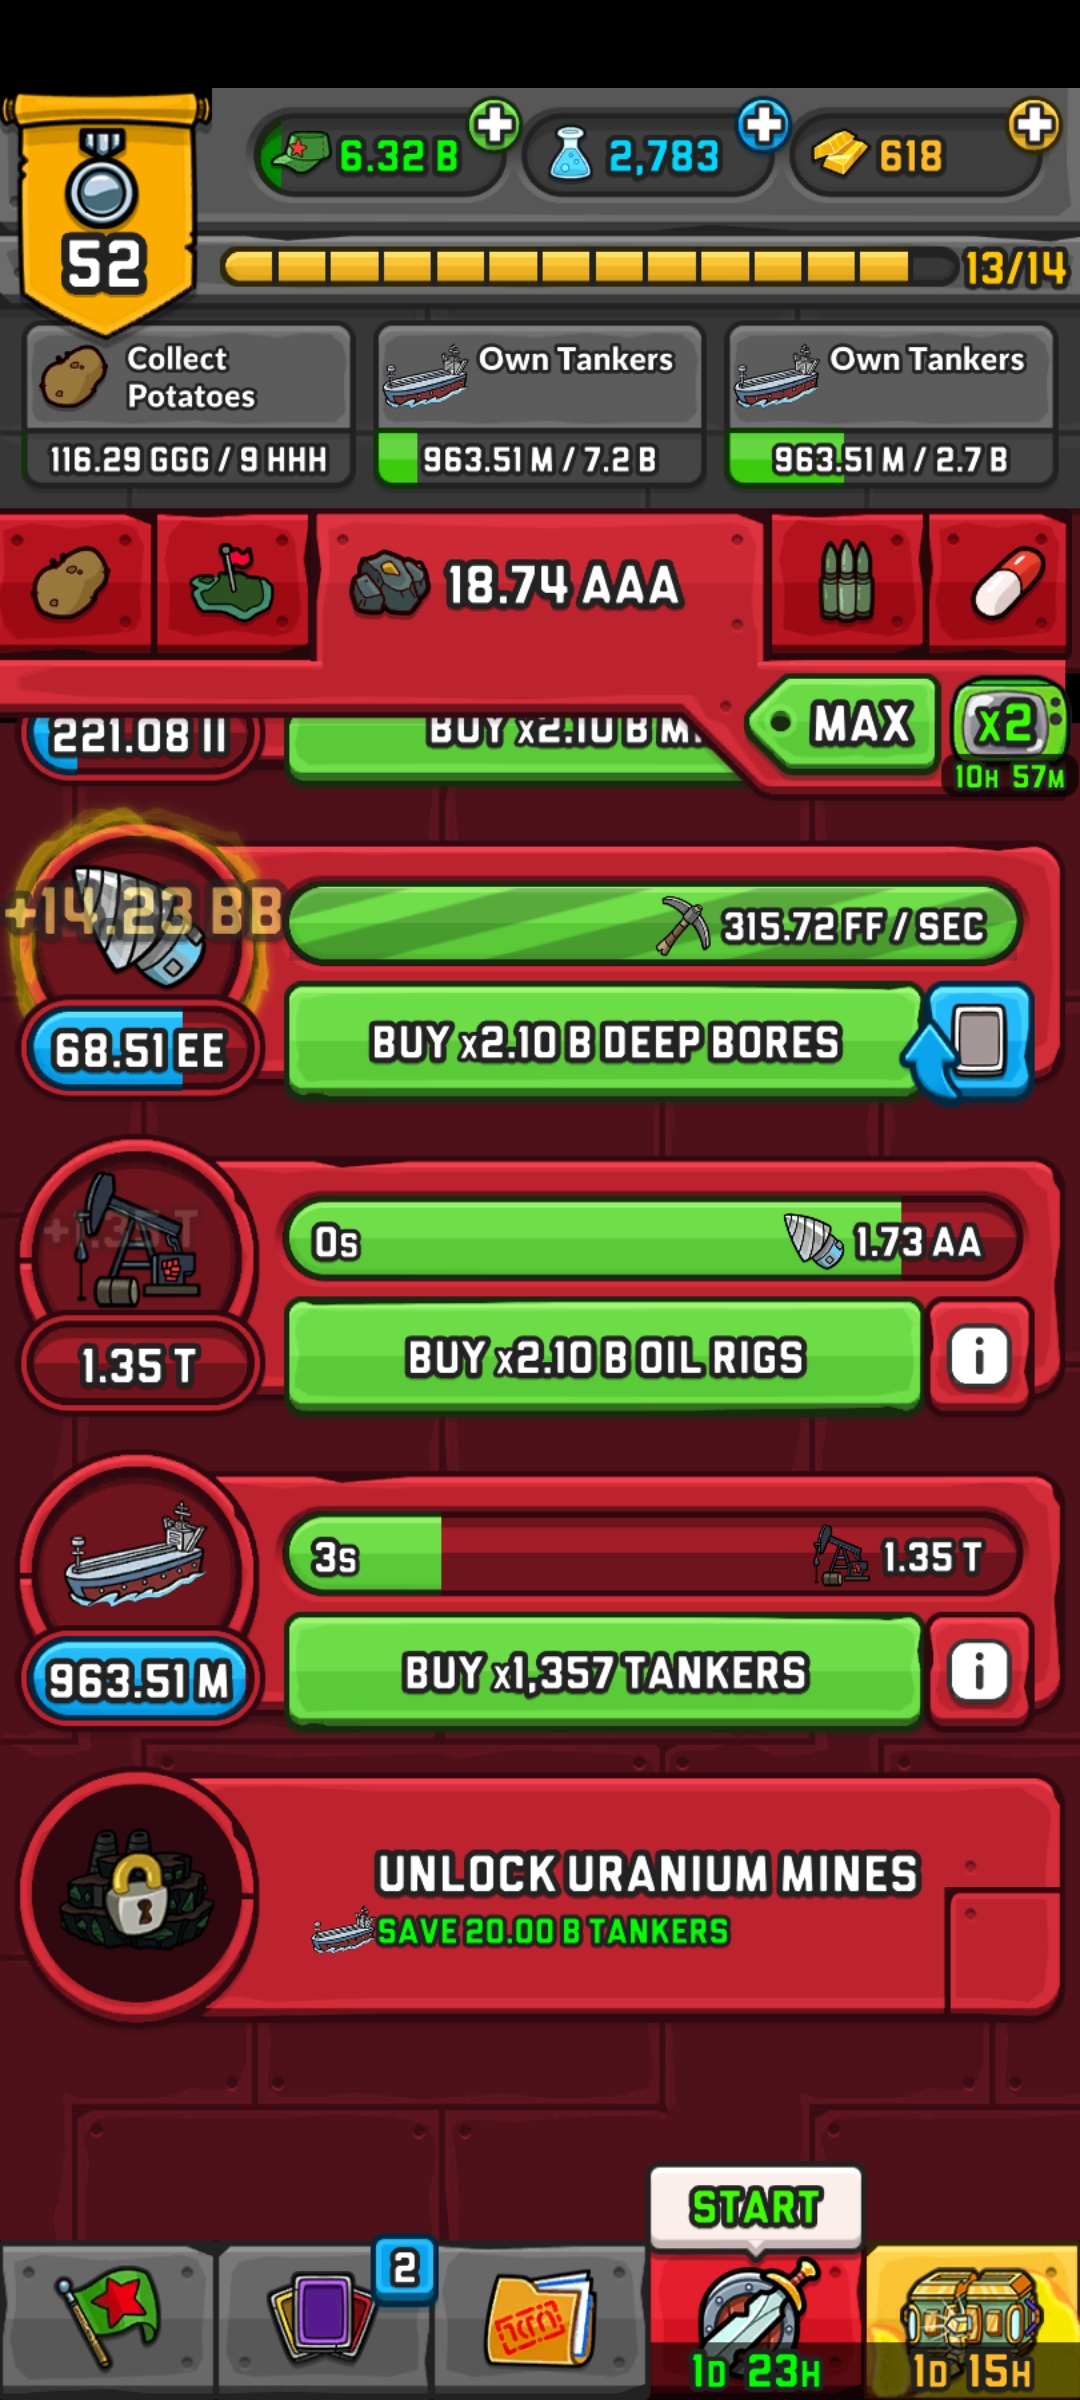 52
6.32 B
2,783
618
13/14
Collect
Potatoes
116.29 GGG / 9 HHH
Own Tankers
963.51 M / 7.2 B
Own Tankers
963.51 M / 2.7 B
18.74 AAA
MAX
x2
10H 57M
221.08 II
BUY x2.10 B
+14.23 BB
315.72 FF / SEC
68.51 EE
BUY x2.10 B DEEP BORES
+1.35 T
0s
1.73 AA
1.35 T
BUY x2.10 B OIL RIGS
i
3s
1.35 T
963.51 M
BUY x1,357 TANKERS
i
UNLOCK URANIUM MINES
SAVE 20.00 B TANKERS
START
2
1D 23H
1D 15H